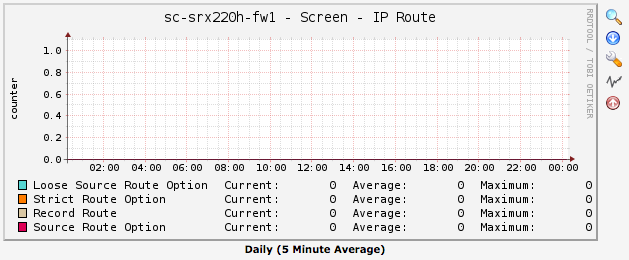 sc-srx220h-fw1 - Screen - IP Route
RRDTOOL / TOBI OETIKER
counter
1.0
0.8
0.6
0.4
0.2
0.0
02:00 04:00 06:00 08:00 10:00 12:00 14:00 16:00 18:00 20:00 22:00 00:00
Loose Source Route Option Current: 0 Average: 0 Maximum: 0
Strict Route Option Current: 0 Average: 0 Maximum: 0
Record Route Current: 0 Average: 0 Maximum: 0
Source Route Option Current: 0 Average: 0 Maximum: 0
Daily (5 Minute Average)